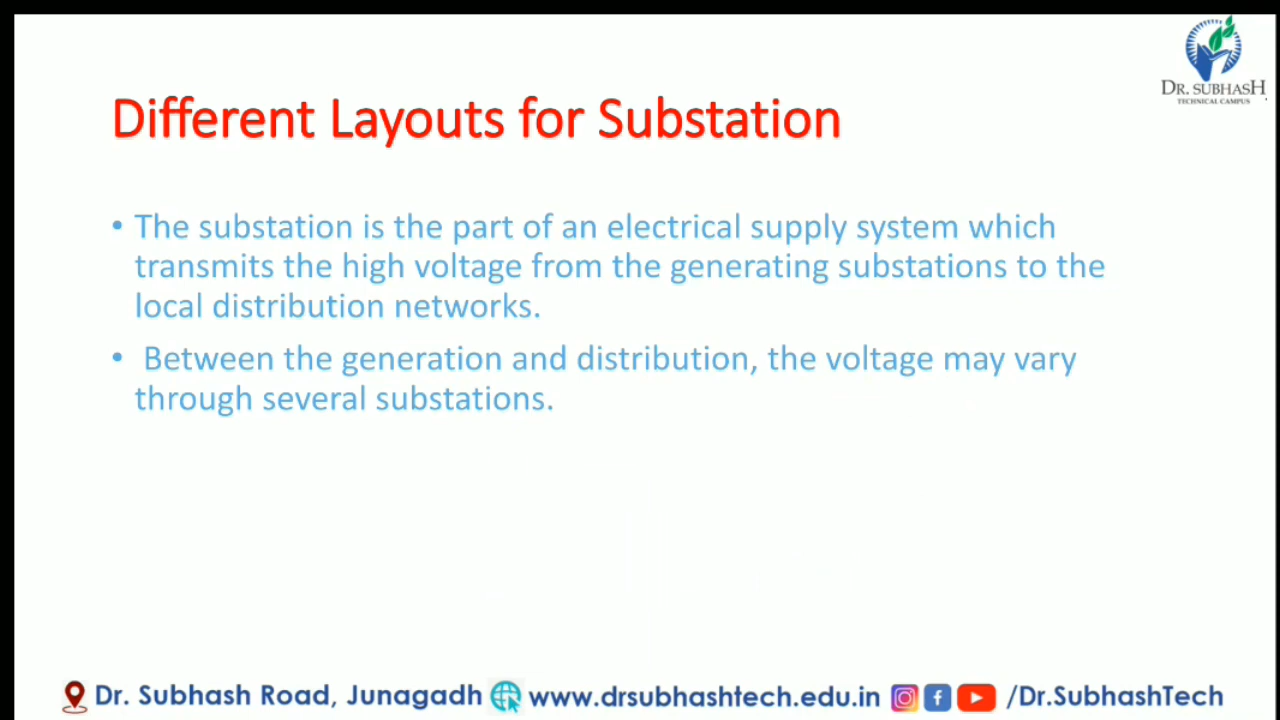 DR. SUBHASH
TECHNICAL CAMPUS
Different Layouts for Substation
• The substation is the part of an electrical supply system which
transmits the high voltage from the generating substations to the
local distribution networks.
• Between the generation and distribution, the voltage may vary
through several substations.
Dr. Subhash Road, Junagadh www.drsubhashtech.edu.in /Dr.SubhashTech